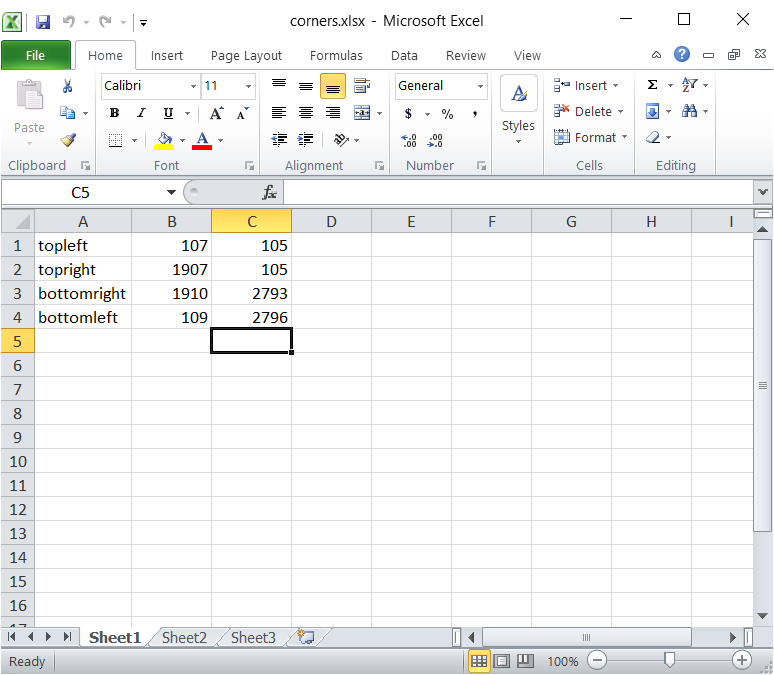 corners.xlsx - Microsoft Excel
File Home Insert Page Layout Formulas Data Review View
Calibri 11 General Insert
Paste B I U A A $ % , Styles Delete
A Format
Clipboard Font Alignment Number Cells Editing
C5 fx
A B C D E F G H I
1 topleft 107 105
2 topright 1907 105
3 bottomright 1910 2793
4 bottomleft 109 2796
5
6
7
8
9
10
11
12
13
14
15
16
17
Sheet1 Sheet2 Sheet3
Ready 100%